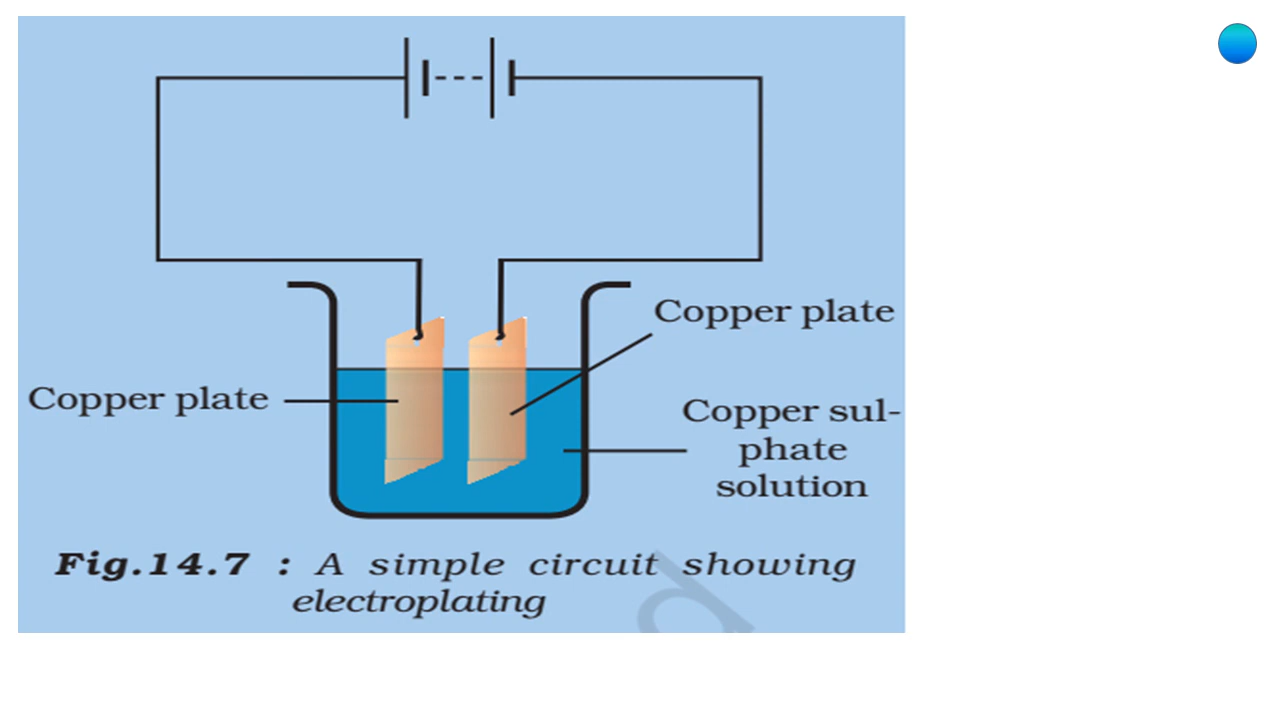 Copper plate
Copper plate
Copper sul-
phate
solution
Fig.14.7 : A simple circuit showing
electroplating
d